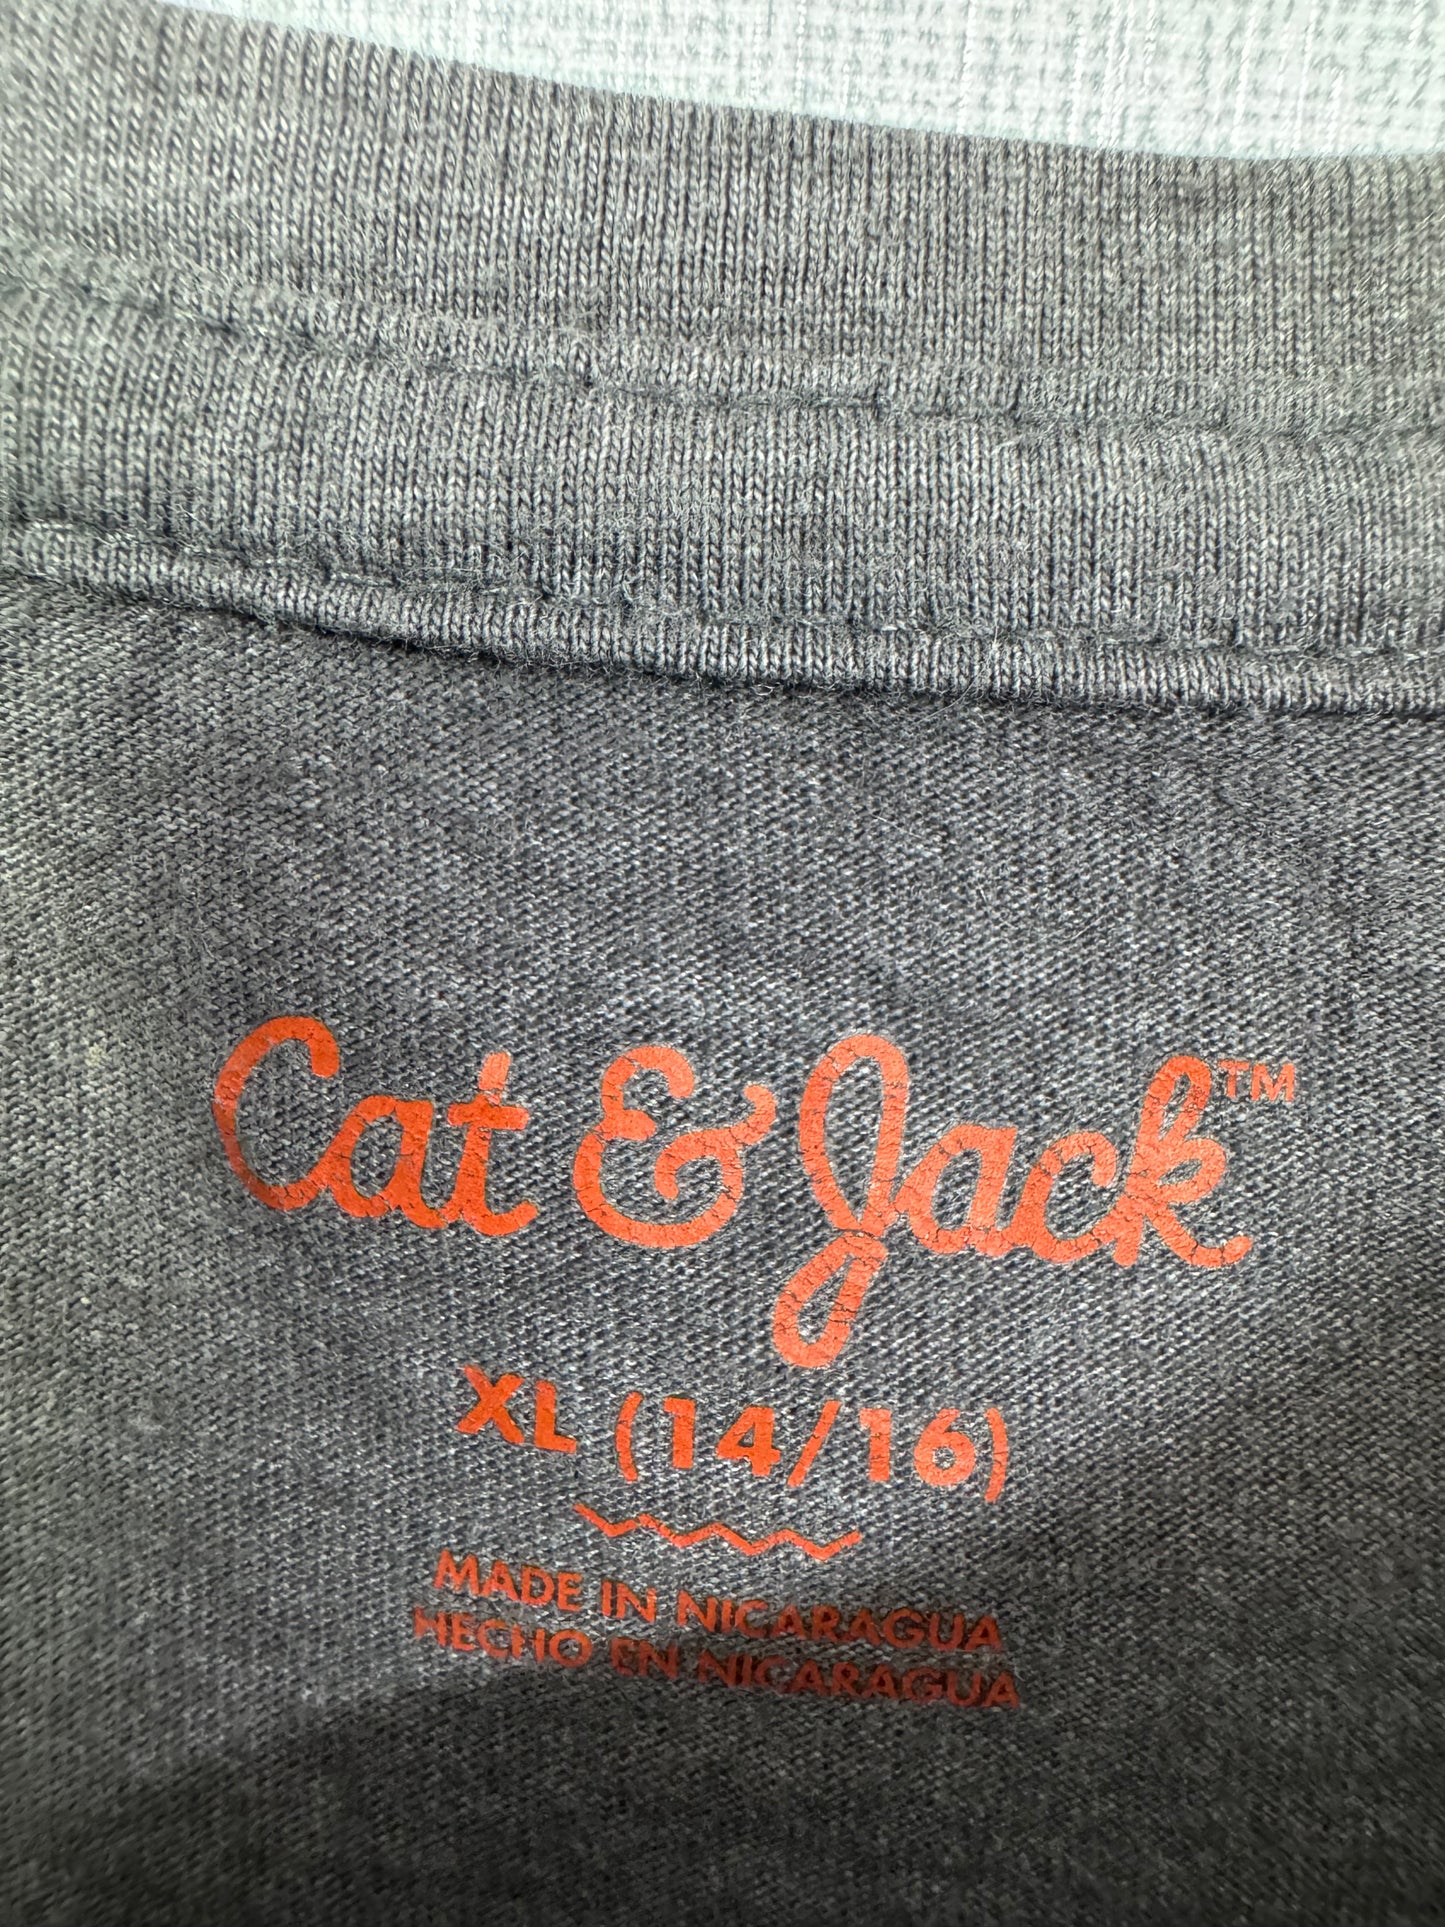 Cat & Jack™
XL (14/16)
MADE IN NICARAGUA
HECHO EN NICARAGUA